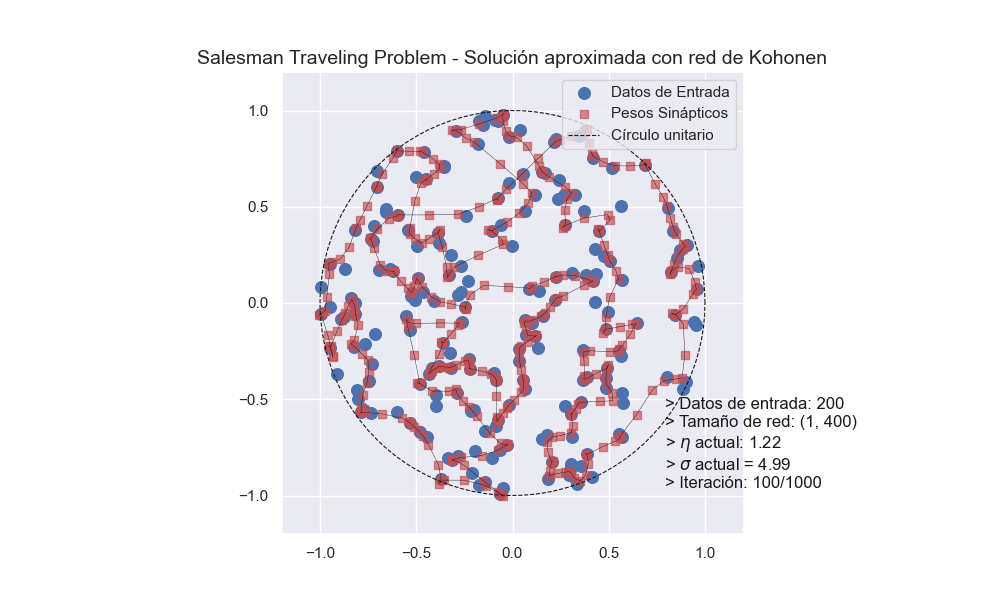 Salesman Traveling Problem - Solución aproximada con red de Kohonen
Datos de Entrada
Pesos Sinápticos
Círculo unitario
1.0
0.5
0.0
−0.5
−1.0
> Datos de entrada: 200
> Tamaño de red: (1, 400)
> η actual: 1.22
> σ actual = 4.99
> Iteración: 100/1000
−1.0 −0.5 0.0 0.5 1.0